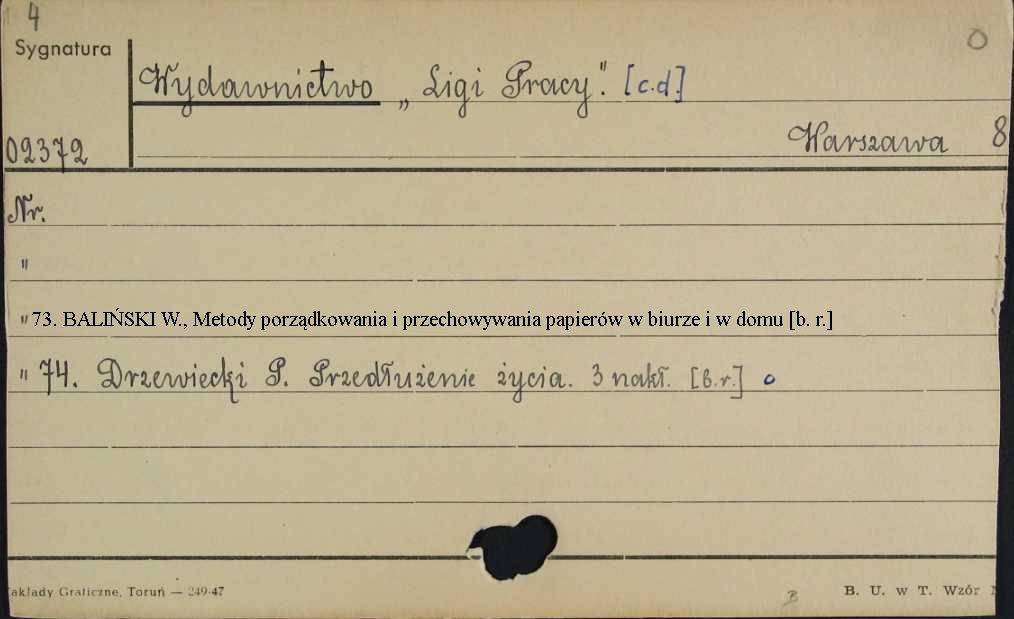 4
Sygnatura
O
Wydawnictwo „Ligi Pracy". [c.d.]
02372
Warszawa 8
Nr.
"
" 73. BALIŃSKI W., Metody porządkowania i przechowywania papierów w biurze i w domu [b. r.]
" 74. Drzewiecki P. Przedłużenie życia. 3 nakł. [b.r.] o
akłady Graficzne, Toruń — 249-47
B
B. U. w T. Wzór